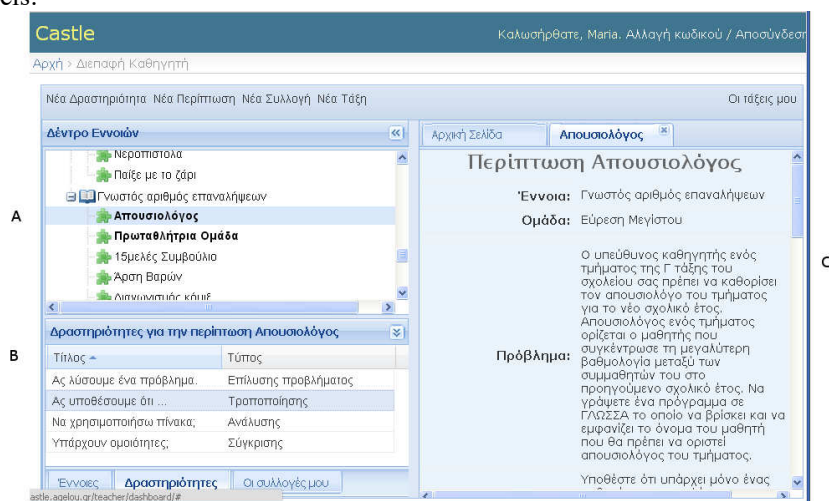 Castle
Καλωσήρθατε, Maria. Αλλαγή κωδικού / Αποσύνδεση
Αρχή > Διεπαφή Καθηγητή
Νέα Δραστηριότητα Νέα Περίπτωση Νέα Συλλογή Νέα Τάξη
Οι τάξεις μου
Δέντρο Εννοιών
Νεροπίστολα
Παίξε με το ζάρι
Γνωστός αριθμός επαναλήψεων
Απουσιολόγος
Πρωταθλήτρια Ομάδα
15μελές Συμβούλιο
Άρση Βαρών
Διαγωνισμός κόμιξ
A
Δραστηριότητες για την περίπτωση Απουσιολόγος
Τίτλος Τύπος
Ας λύσουμε ένα πρόβλημα. Επίλυσης προβλήματος
Ας υποθέσουμε ότι ... Τροποποίησης
Να χρησιμοποιήσω πίνακα; Ανάλυσης
Υπάρχουν ομοιότητες; Σύγκρισης
B
Έννοιες Δραστηριότητες Οι συλλογές μου
astle.agelou.gr/teacher/dashboard/#
Αρχική Σελίδα Απουσιολόγος
Περίπτωση Απουσιολόγος
Έννοια: Γνωστός αριθμός επαναλήψεων
Ομάδα: Εύρεση Μεγίστου
Πρόβλημα:
Ο υπεύθυνος καθηγητής ενός
τμήματος της Γ τάξης του
σχολείου σας πρέπει να καθορίσει
τον απουσιολόγο του τμήματος
για το νέο σχολικό έτος.
Απουσιολόγος ενός τμήματος
ορίζεται ο μαθητής που
συγκέντρωσε τη μεγαλύτερη
βαθμολογία μεταξύ των
συμμαθητών του στο
προηγούμενο σχολικό έτος. Να
γράψετε ένα πρόγραμμα σε
ΓΛΩΣΣΑ το οποίο να βρίσκει και να
εμφανίζει το όνομα του μαθητή
που θα πρέπει να οριστεί
απουσιολόγος του τμήματος.
Υποθέστε ότι υπάρχει μόνο ένας
C